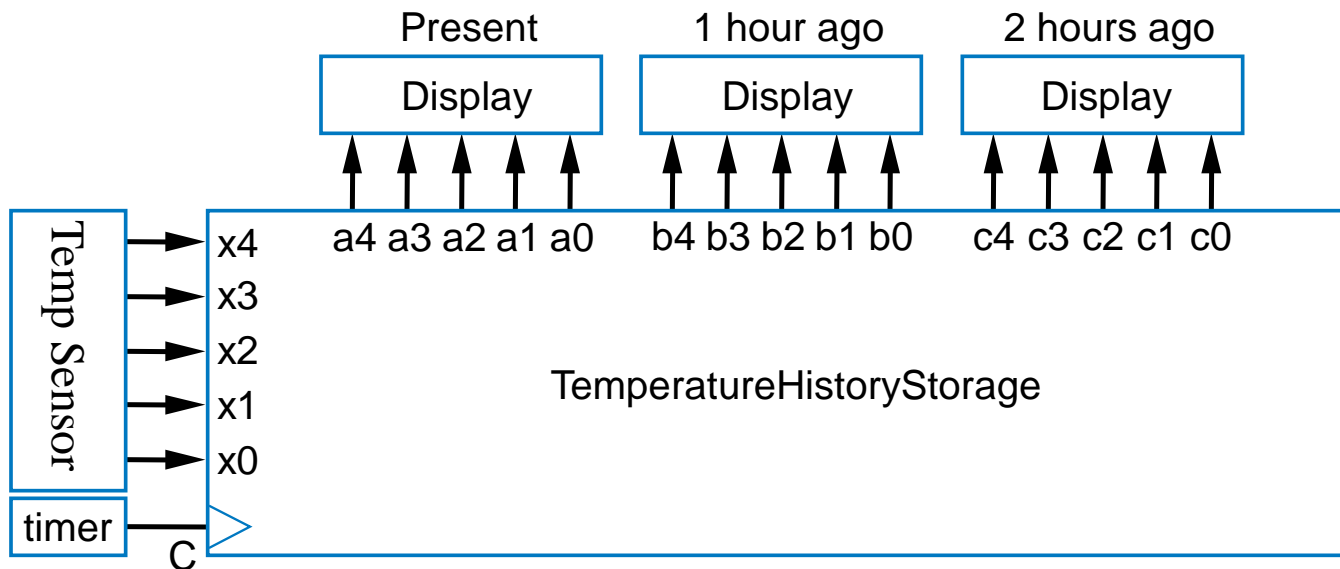 Present 1 hour ago 2 hours ago
Display Display Display
a4 a3 a2 a1 a0 b4 b3 b2 b1 b0 c4 c3 c2 c1 c0
Temp Sensor
x4
x3
x2
x1
x0
TemperatureHistoryStorage
timer
C